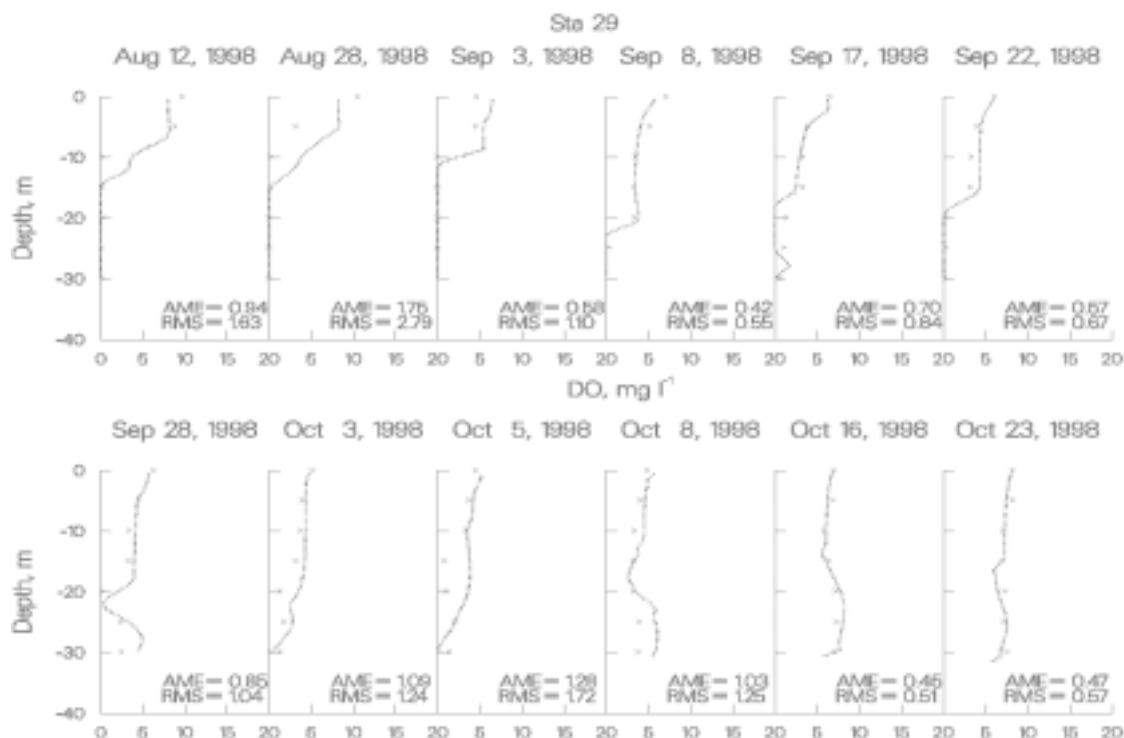 Sta 29
Aug 12, 1998 Aug 28, 1998 Sep 3, 1998 Sep 8, 1998 Sep 17, 1998 Sep 22, 1998
0
-10
Depth, m
-20
-30
AME = 0.94 AME = 1.75 AME = 0.58 AME = 0.42 AME = 0.70 AME = 0.57
RMS = 1.63 RMS = 2.79 RMS = 1.10 RMS = 0.55 RMS = 0.84 RMS = 0.67
-40
0 5 10 15 20 5 10 15 20 5 10 15 20 5 10 15 20 5 10 15 20 5 10 15 20
DO, mg l⁻¹
Sep 28, 1998 Oct 3, 1998 Oct 5, 1998 Oct 8, 1998 Oct 16, 1998 Oct 23, 1998
0
-10
Depth, m
-20
-30
AME = 0.85 AME = 1.09 AME = 1.28 AME = 1.03 AME = 0.45 AME = 0.47
RMS = 1.04 RMS = 1.24 RMS = 1.72 RMS = 1.25 RMS = 0.51 RMS = 0.57
-40
0 5 10 15 20 5 10 15 20 5 10 15 20 5 10 15 20 5 10 15 20 5 10 15 20